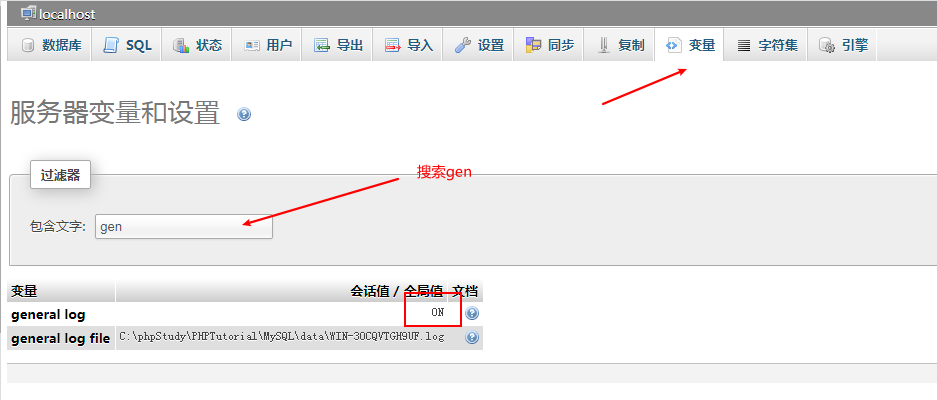 localhost
数据库 SQL 状态 用户 导出 导入 设置 同步 复制 变量 字符集 引擎
服务器变量和设置
过滤器
搜索gen
包含文字: gen
变量 会话值 / 全局值 文档
general log ON
general log file C:\phpStudy\PHPTutorial\MySQL\data\WIN-30CQVTGH9UF.log